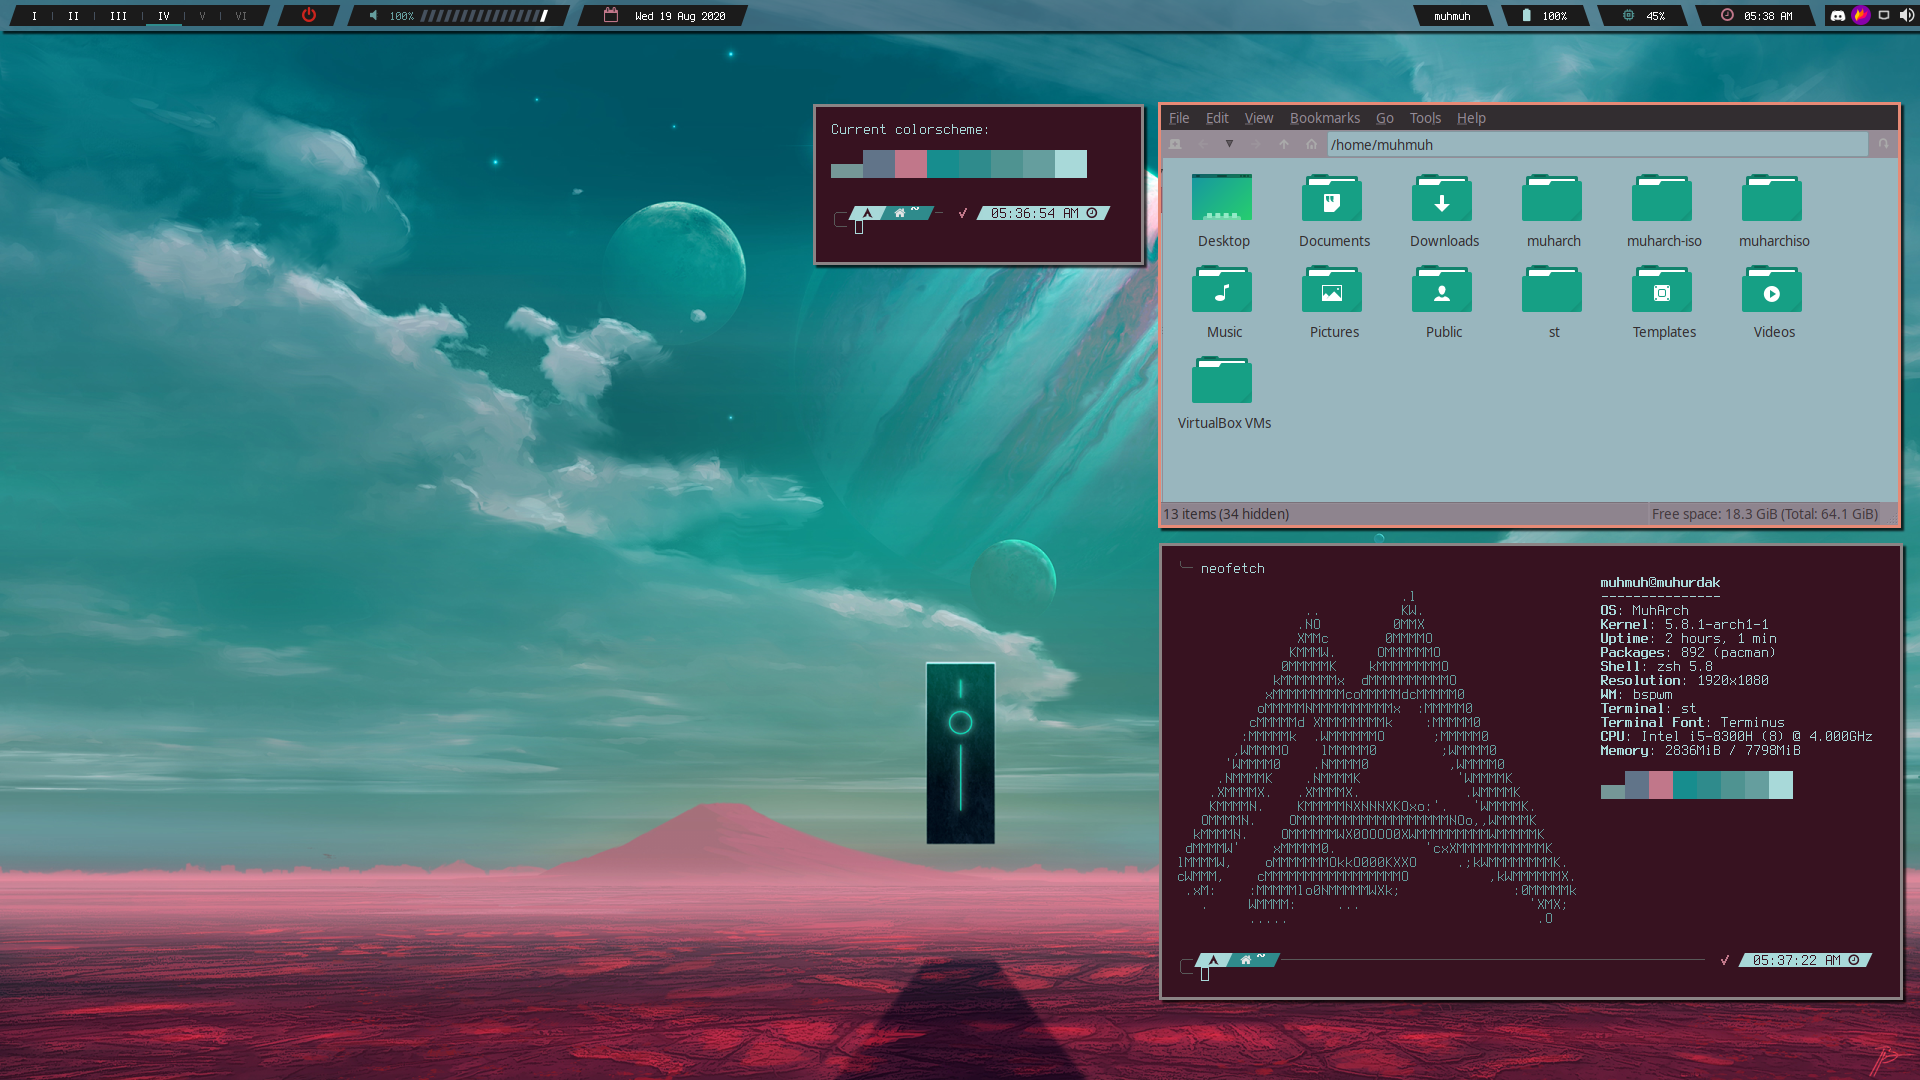 I II III IV V VI 100% Wed 19 Aug 2020 muhmuh 100% 45% 05:38 AM
Current colorscheme:
~ √ 05:36:54 AM
File Edit View Bookmarks Go Tools Help
/home/muhmuh
Desktop Documents Downloads muharch muharch-iso muharchiso
Music Pictures Public st Templates Videos
VirtualBox VMs
13 items (34 hidden) Free space: 18.3 GiB (Total: 64.1 GiB)
neofetch
muhmuh@muhurdak
---------------
OS: MuhArch
Kernel: 5.8.1-arch1-1
Uptime: 2 hours, 1 min
Packages: 892 (pacman)
Shell: zsh 5.8
Resolution: 1920x1080
WM: bspwm
Terminal: st
Terminal Font: Terminus
CPU: Intel i5-8300H (8) @ 4.000GHz
Memory: 2836MiB / 7798MiB
~ √ 05:37:22 AM